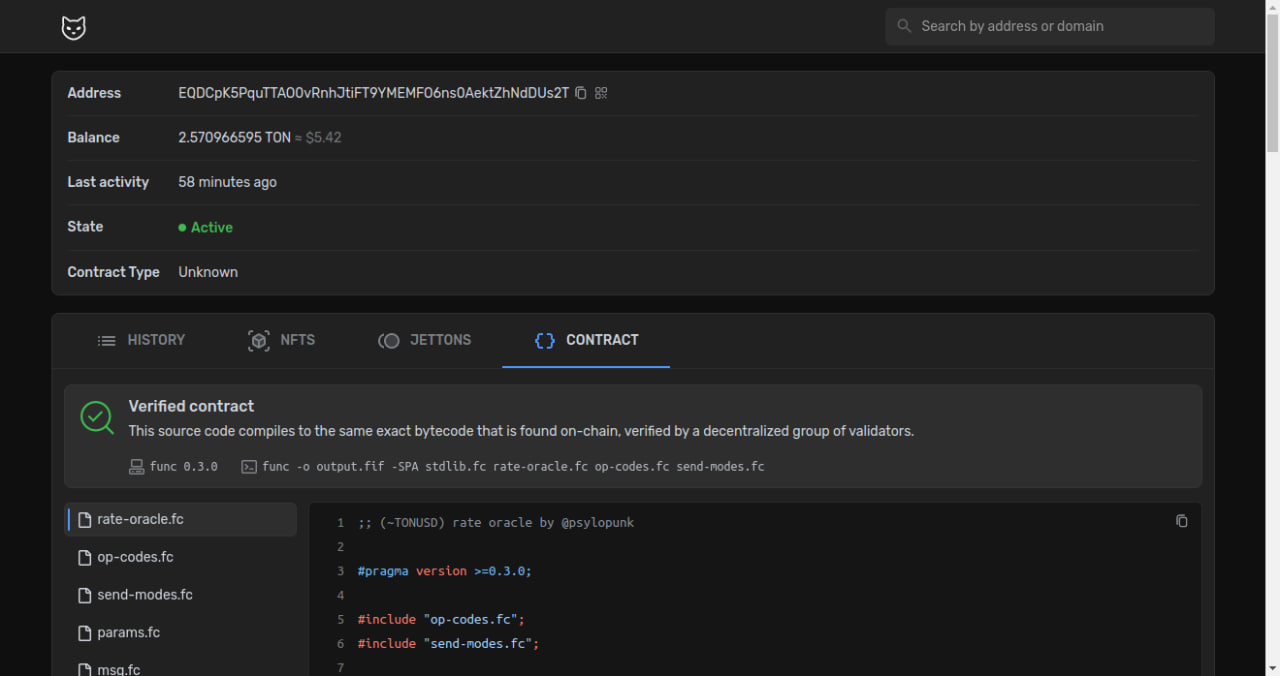 Search by address or domain
Address EQDCpK5PquTTAO0vRnhJtiFT9YMEMFO6ns0AektZhNdDUs2T
Balance 2.570966595 TON ≈ $5.42
Last activity 58 minutes ago
State Active
Contract Type Unknown
HISTORY NFTS JETTONS CONTRACT
Verified contract
This source code compiles to the same exact bytecode that is found on-chain, verified by a decentralized group of validators.
func 0.3.0 func -o output.fif -SPA stdlib.fc rate-oracle.fc op-codes.fc send-modes.fc
rate-oracle.fc
op-codes.fc
send-modes.fc
params.fc
msg.fc
1 ;; (~TONUSD) rate oracle by @psylopunk
2
3 #pragma version >=0.3.0;
4
5 #include "op-codes.fc";
6 #include "send-modes.fc";
7